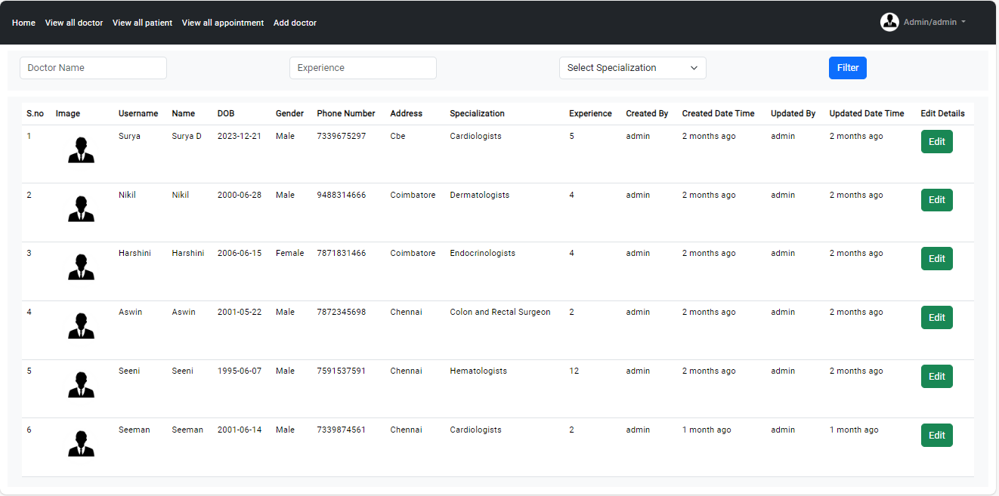 Home View all doctor View all patient View all appointment Add doctor Admin/admin
Doctor Name Experience Select Specialization Filter
S.no Image Username Name DOB Gender Phone Number Address Specialization Experience Created By Created Date Time Updated By Updated Date Time Edit Details
1 Surya Surya D 2023-12-21 Male 7339675297 Cbe Cardiologists 5 admin 2 months ago admin 2 months ago Edit
2 Nikil Nikil 2000-06-28 Male 9488314666 Coimbatore Dermatologists 4 admin 2 months ago admin 2 months ago Edit
3 Harshini Harshini 2006-06-15 Female 7871831466 Coimbatore Endocrinologists 4 admin 2 months ago admin 2 months ago Edit
4 Aswin Aswin 2001-05-22 Male 7872345698 Chennai Colon and Rectal Surgeon 2 admin 2 months ago admin 2 months ago Edit
5 Seeni Seeni 1995-06-07 Male 7591537591 Chennai Hematologists 12 admin 2 months ago admin 2 months ago Edit
6 Seeman Seeman 2001-06-14 Male 7339874561 Chennai Cardiologists 2 admin 1 month ago admin 1 month ago Edit